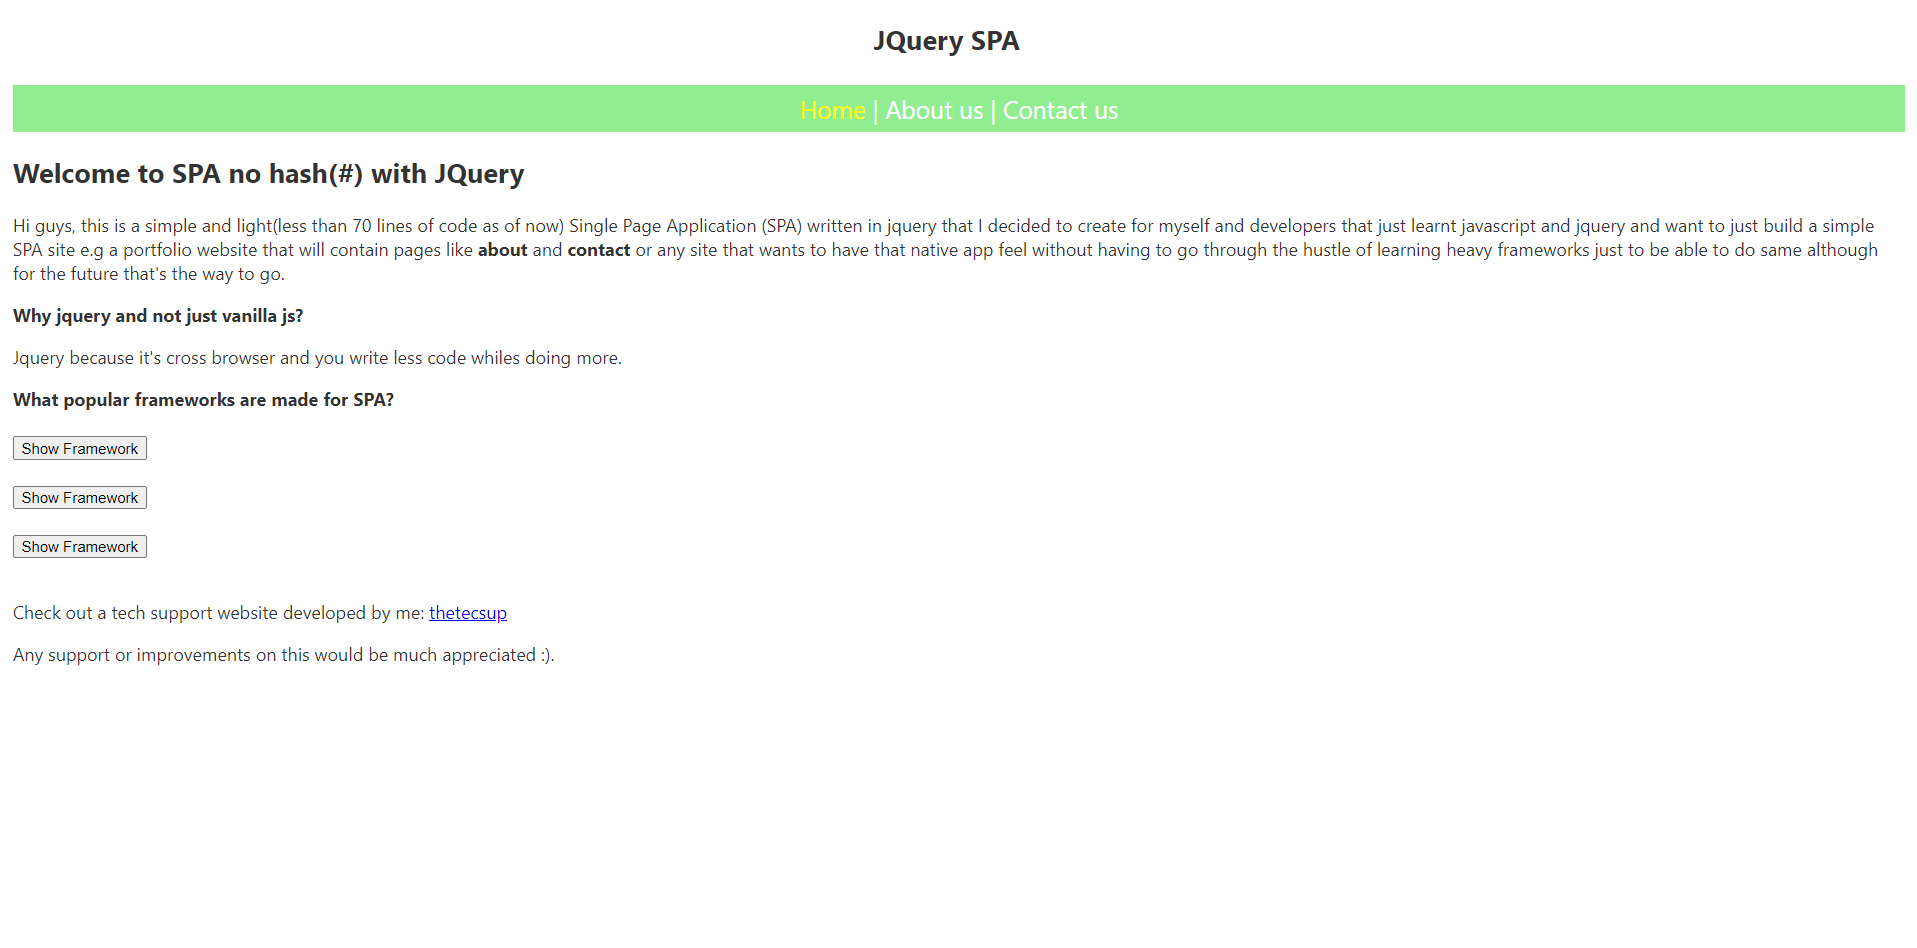 JQuery SPA
Home | About us | Contact us
Welcome to SPA no hash(#) with JQuery
Hi guys, this is a simple and light(less than 70 lines of code as of now) Single Page Application (SPA) written in jquery that I decided to create for myself and developers that just learnt javascript and jquery and want to just build a simple
SPA site e.g a portfolio website that will contain pages like about and contact or any site that wants to have that native app feel without having to go through the hustle of learning heavy frameworks just to be able to do same although
for the future that's the way to go.
Why jquery and not just vanilla js?
Jquery because it's cross browser and you write less code whiles doing more.
What popular frameworks are made for SPA?
Show Framework
Show Framework
Show Framework
Check out a tech support website developed by me: thetecsup
Any support or improvements on this would be much appreciated :).